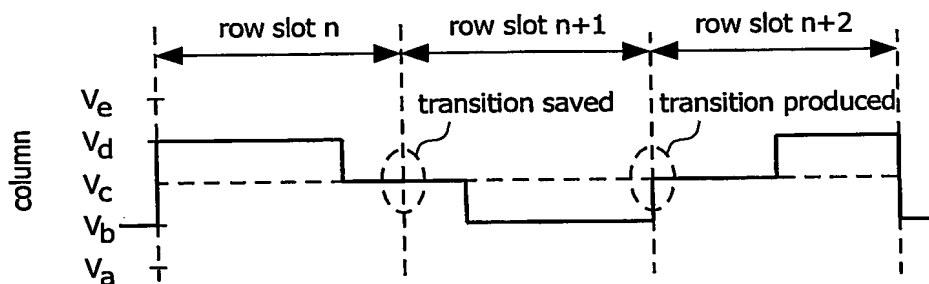 row slot n
row slot n+1
row slot n+2
transition saved
transition produced
column
Ve
Vd
Vc
Vb
Va